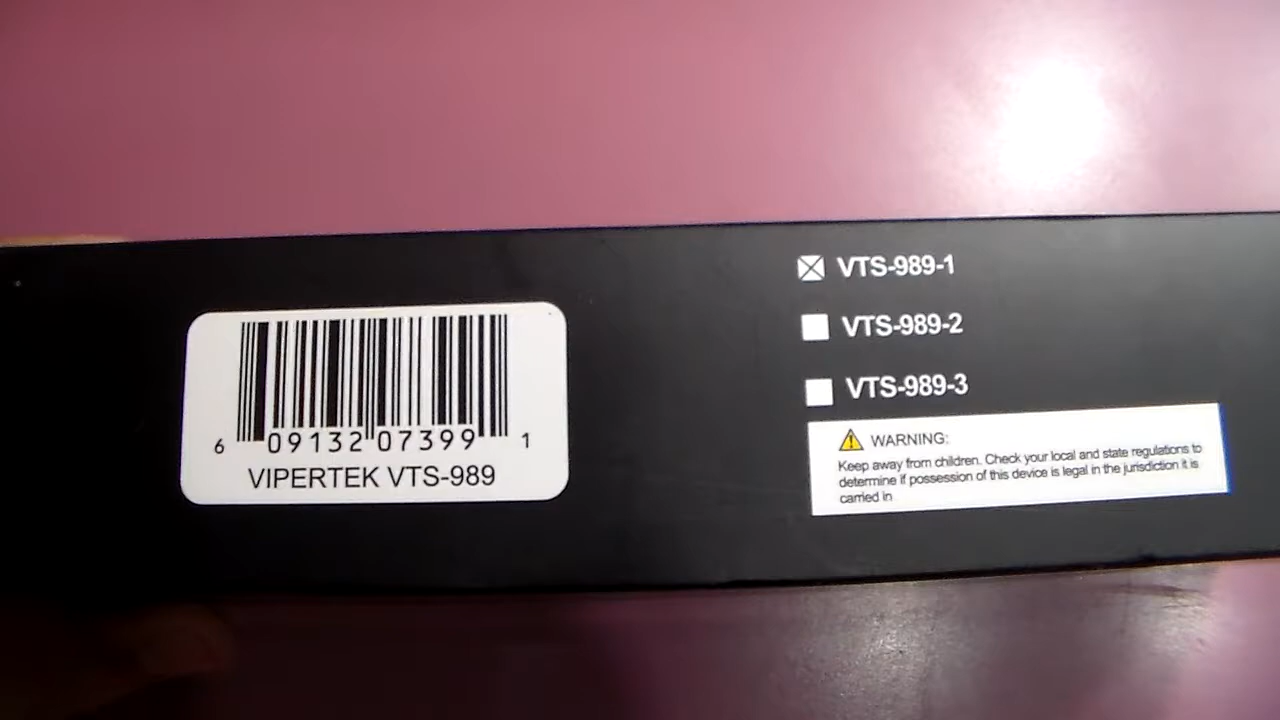 6 09132 07399 1
VIPERTEK VTS-989
VTS-989-1
VTS-989-2
VTS-989-3
WARNING:
Keep away from children. Check your local and state regulations to
determine if possession of this device is legal in the jurisdiction it is
carried in